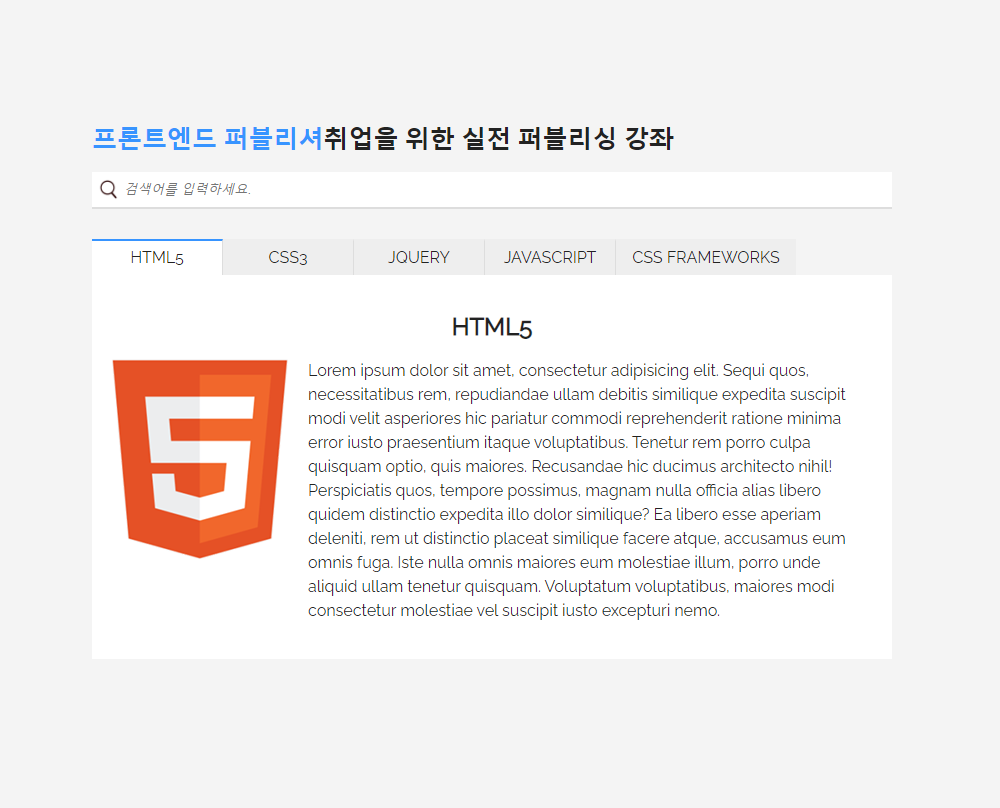 프론트엔드 퍼블리셔취업을 위한 실전 퍼블리싱 강좌
검색어를 입력하세요.
HTML5 CSS3 JQUERY JAVASCRIPT CSS FRAMEWORKS
HTML5
5
Lorem ipsum dolor sit amet, consectetur adipisicing elit. Sequi quos,
necessitatibus rem, repudiandae ullam debitis similique expedita suscipit
modi velit asperiores hic pariatur commodi reprehenderit ratione minima
error iusto praesentium itaque voluptatibus. Tenetur rem porro culpa
quisquam optio, quis maiores. Recusandae hic ducimus architecto nihil!
Perspiciatis quos, tempore possimus, magnam nulla officia alias libero
quidem distinctio expedita illo dolor similique? Ea libero esse aperiam
deleniti, rem ut distinctio placeat similique facere atque, accusamus eum
omnis fuga. Iste nulla omnis maiores eum molestiae illum, porro unde
aliquid ullam tenetur quisquam. Voluptatum voluptatibus, maiores modi
consectetur molestiae vel suscipit iusto excepturi nemo.